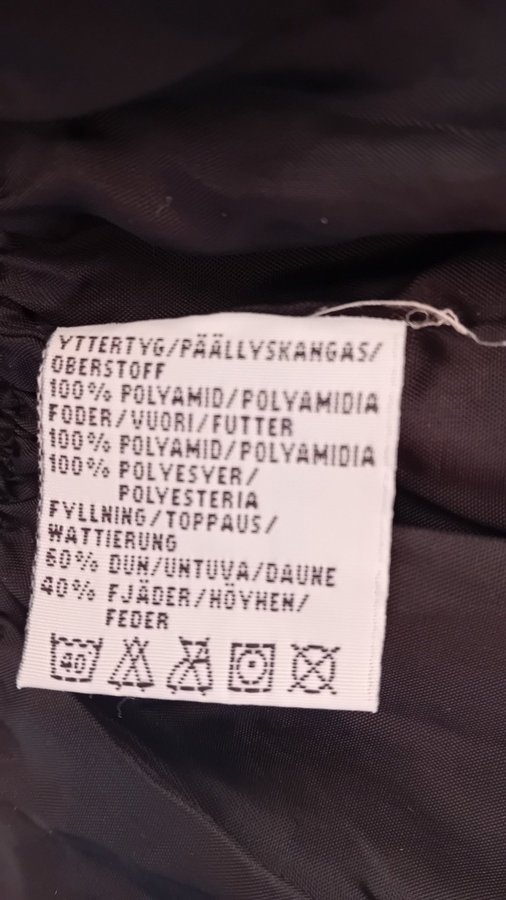 YTTERTYG/PÄÄLLYSKANGAS/
OBERSTOFF
100% POLYAMID/POLYAMIDIA
FODER/VUORI/FUTTER
100% POLYAMID/POLYAMIDIA
100% POLYESYER/
POLYESTERIA
FYLLNING/TOPPAUS/
WATTIERUNG
60% DUN/UNTUVA/DAUNE
40% FJÄDER/HÖYHEN/
FEDER
40